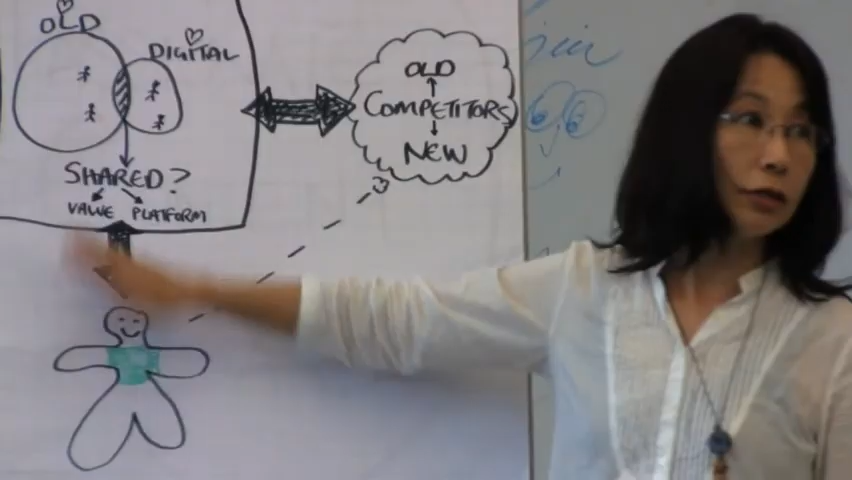 OLD
DIGITAL
SHARED?
VALUE PLATFORM
OLD
COMPETITORS
NEW